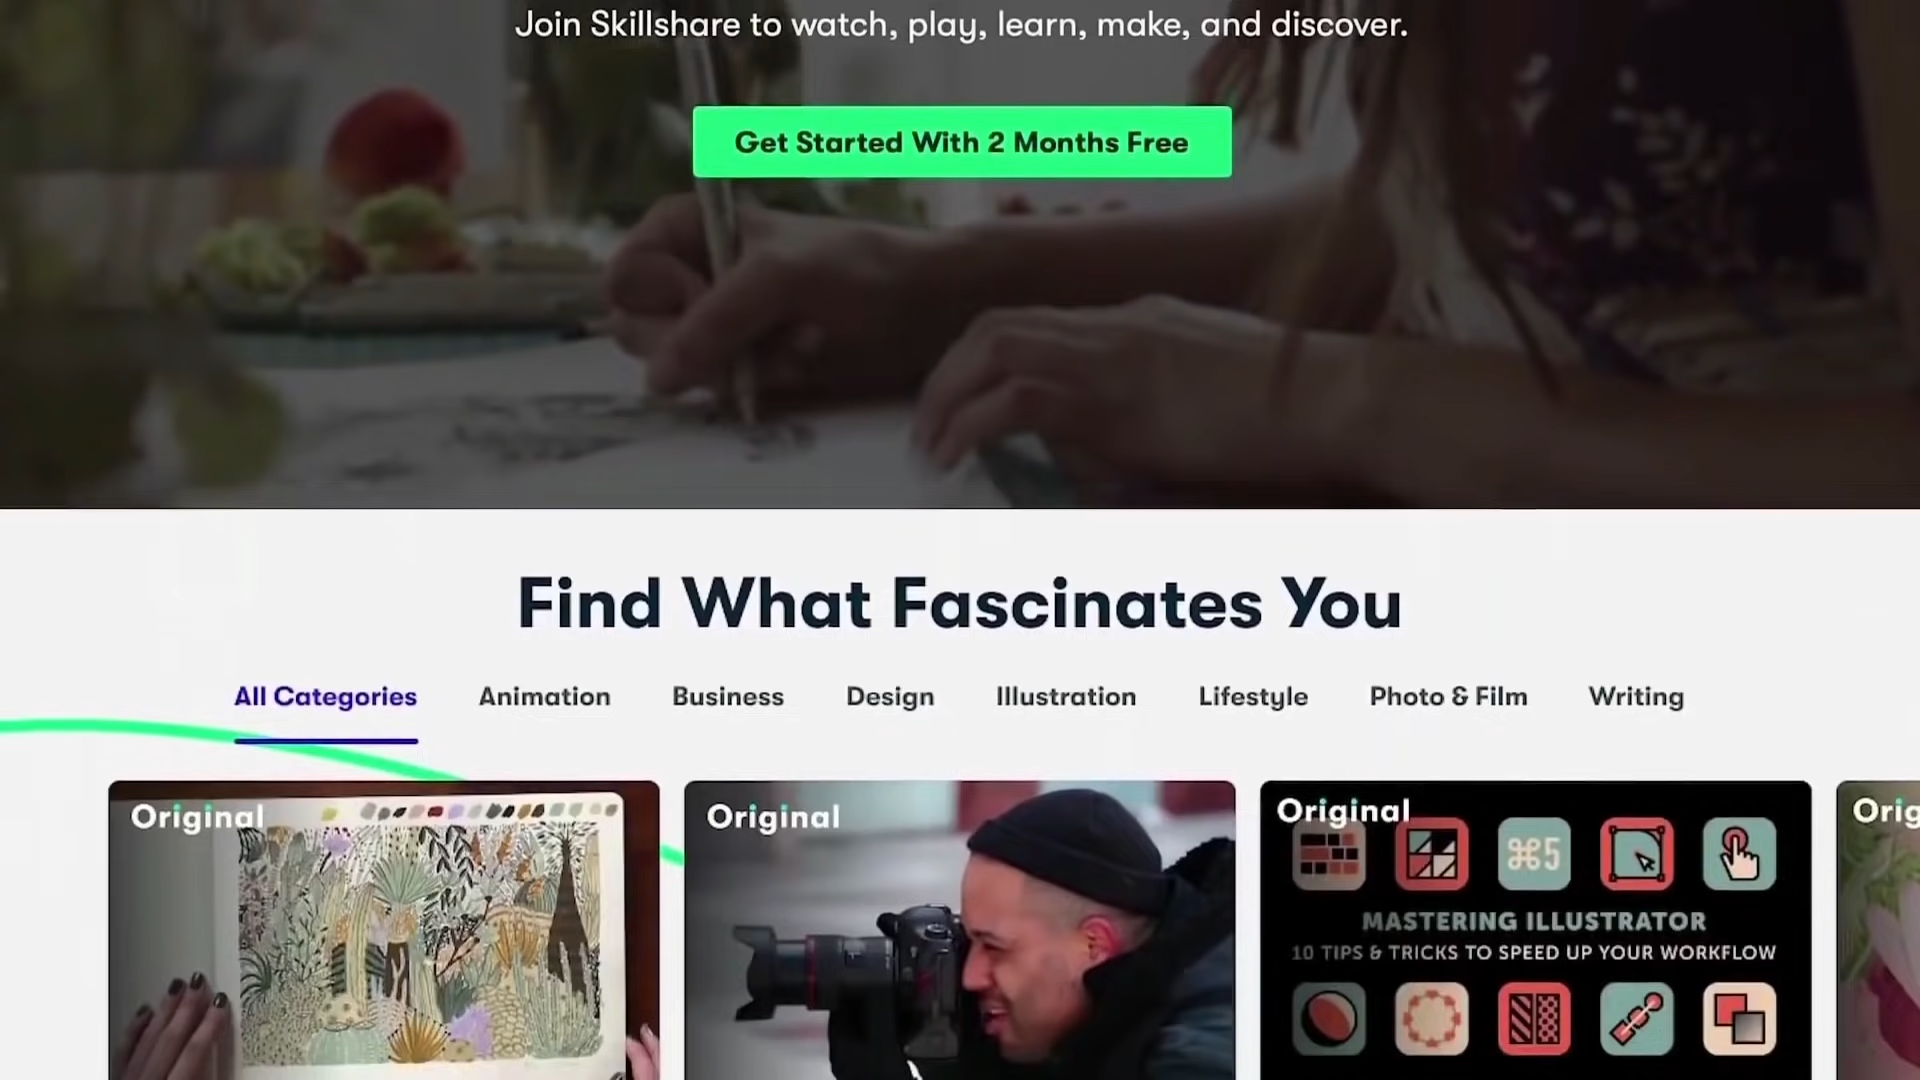 Join Skillshare to watch, play, learn, make, and discover.
Get Started With 2 Months Free
Find What Fascinates You
All Categories
Animation
Business
Design
Illustration
Lifestyle
Photo & Film
Writing
Original
Original
Original
Orig
⌘5
MASTERING ILLUSTRATOR
10 TIPS & TRICKS TO SPEED UP YOUR WORKFLOW